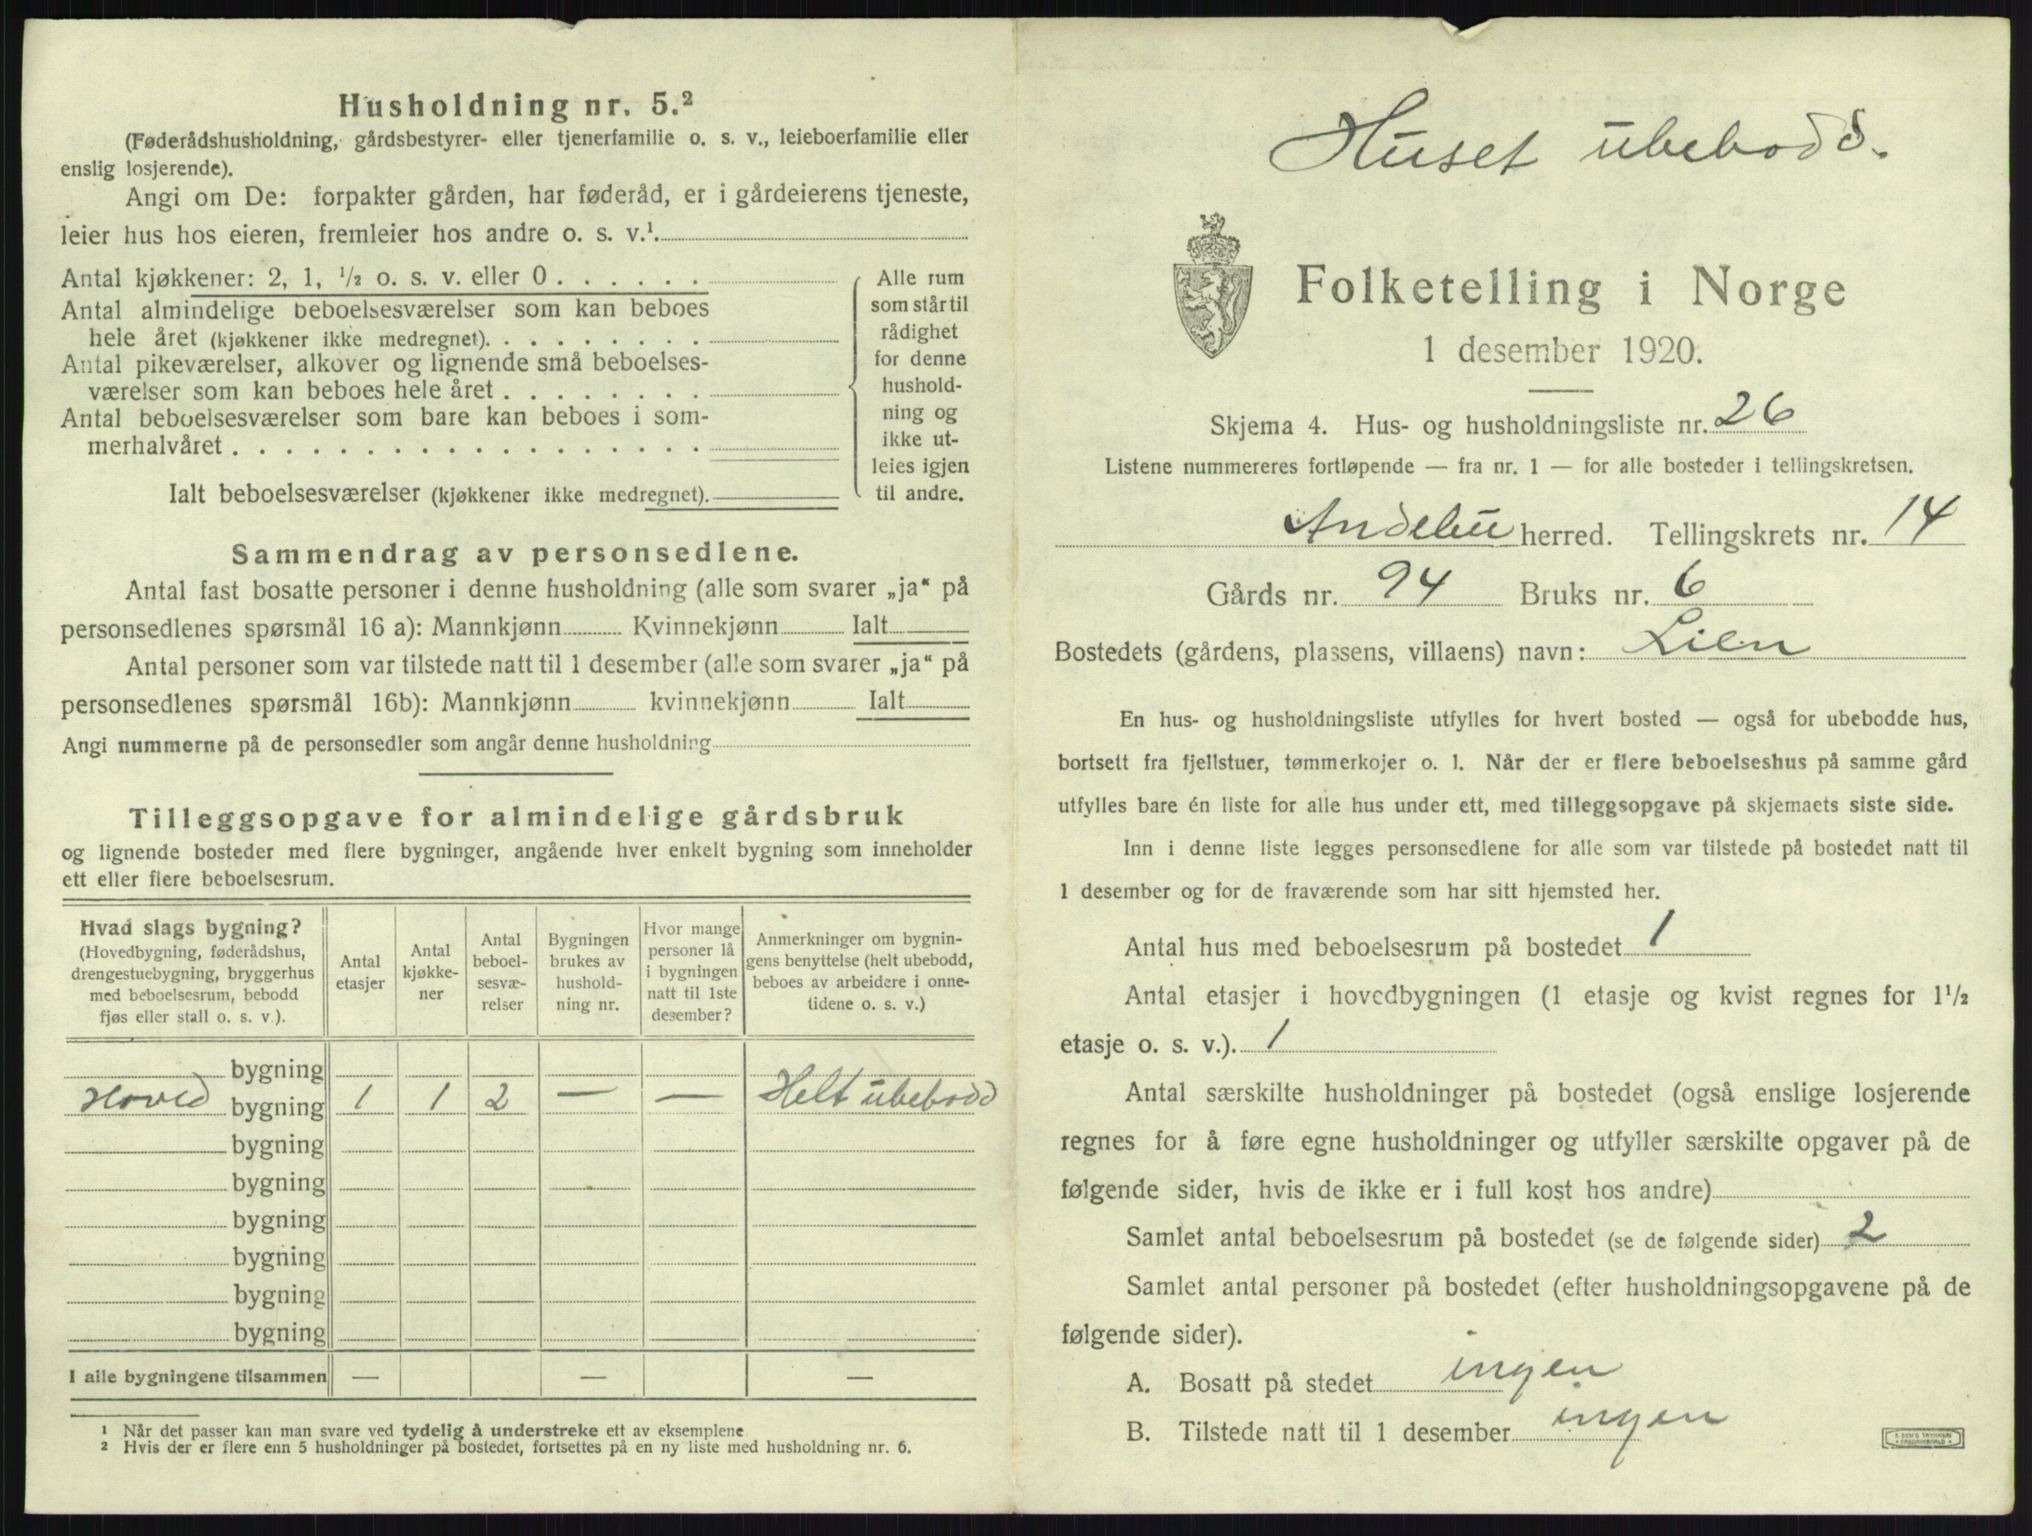 Husholdning nr. 5.²
(Føderådshusholdning, gårdsbestyrer- eller tjenerfamilie o. s. v., leieboerfamilie eller
enslig losjerende).
Angi om De: forpakter gården, har føderåd, er i gårdeierens tjeneste,
leier hus hos eieren, fremleier hos andre o. s. v.¹.
Antal kjøkkener: 2, 1, ½ o. s. v. eller 0 . . . . . .
Antal almindelige beboelsesværelser som kan beboes
hele året (kjøkkener ikke medregnet). . . . . . . . .
Antal pikeværelser, alkover og lignende små beboelses-
værelser som kan beboes hele året . . . . . . . .
Antal beboelsesværelser som bare kan beboes i som-
merhalvåret . . . . . . . . . . . . . . . . . .
Ialt beboelsesværelser (kjøkkener ikke medregnet).
Alle rum
som står til
rådighet
for denne
hushold-
ning og
ikke ut-
leies igjen
til andre.
Sammendrag av personsedlene.
Antal fast bosatte personer i denne husholdning (alle som svarer „ja“ på
personsedlenes spørsmål 16 a): Mannkjønn Kvinnekjønn Ialt
Antal personer som var tilstede natt til 1 desember (alle som svarer „ja“ på
personsedlenes spørsmål 16b): Mannkjønn kvinnekjønn Ialt
Angi nummerne på de personsedler som angår denne husholdning
Tilleggsopgave for almindelige gårdsbruk
og lignende bosteder med flere bygninger, angående hver enkelt bygning som inneholder
ett eller flere beboelsesrum.
Hvad slags bygning?
(Hovedbygning, føderådshus,
drengestuebygning, bryggerhus
med beboelsesrum, bebodd
fjøs eller stall o. s. v.).
Antal
etasjer
Antal
kjøkke-
ner
Antal
beboel-
sesvæ-
relser
Bygningen
brukes av
hushold-
ning nr.
Hvor mange
personer lå
i bygningen
natt til 1ste
desember?
Anmerkninger om bygnin-
gens benyttelse (helt ubebodd,
beboes av arbeidere i onne-
tidene o. s. v.)
bygning
Hoved bygning 1 1 2 — — Helt ubebodd
bygning
bygning
bygning
bygning
bygning
bygning
I alle bygningene tilsammen — — —
¹ Når det passer kan man svare ved tydelig å understreke ett av eksemplene
² Hvis der er flere enn 5 husholdninger på bostedet, fortsettes på en ny liste med husholdning nr. 6.
Huset ubebodd.
Folketelling i Norge
1 desember 1920.
Skjema 4. Hus- og husholdningsliste nr. 26
Listene nummereres fortløpende — fra nr. 1 — for alle bosteder i tellingskretsen.
Andebu herred. Tellingskrets nr. 14
Gårds nr. 94 Bruks nr. 6
Bostedets (gårdens, plassens, villaens) navn: Lien
En hus- og husholdningsliste utfylles for hvert bosted — også for ubebodde hus,
bortsett fra fjellstuer, tømmerkojer o. l. Når der er flere beboelseshus på samme gård
utfylles bare én liste for alle hus under ett, med tilleggsopgave på skjemaets siste side.
Inn i denne liste legges personsedlene for alle som var tilstede på bostedet natt til
1 desember og for de fraværende som har sitt hjemsted her.
Antal hus med beboelsesrum på bostedet 1
Antal etasjer i hovedbygningen (1 etasje og kvist regnes for 1½
etasje o. s. v.). 1
Antal særskilte husholdninger på bostedet (også enslige losjerende
regnes for å føre egne husholdninger og utfyller særskilte opgaver på de
følgende sider, hvis de ikke er i full kost hos andre)
Samlet antal beboelsesrum på bostedet (se de følgende sider) 2
Samlet antal personer på bostedet (efter husholdningsopgavene på de
følgende sider).
A. Bosatt på stedet ingen
B. Tilstede natt til 1 desember ingen